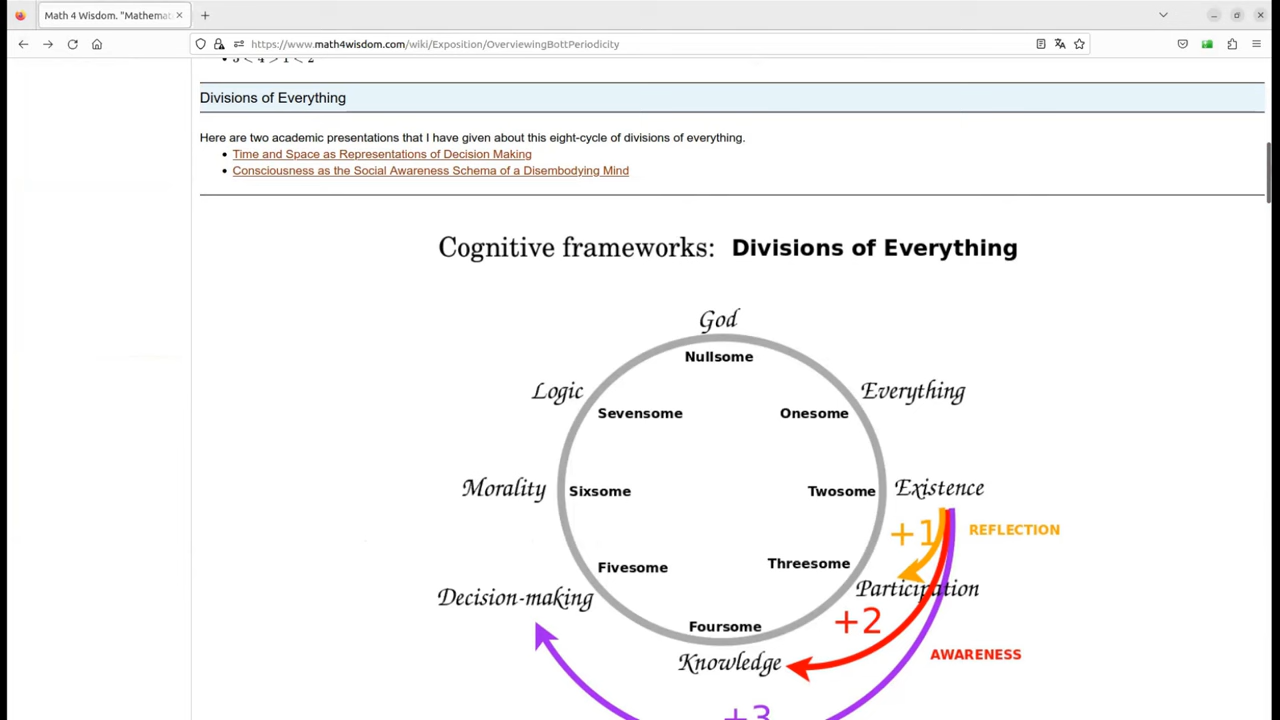 Math 4 Wisdom. "Mathemat
https://www.math4wisdom.com/wiki/Exposition/OverviewingBottPeriodicity
Divisions of Everything
Here are two academic presentations that I have given about this eight-cycle of divisions of everything.
• Time and Space as Representations of Decision Making
• Consciousness as the Social Awareness Schema of a Disembodying Mind
Cognitive frameworks: Divisions of Everything
God
Nullsome
Logic
Everything
Sevensome
Onesome
Morality
Sixsome
Twosome
Existence
+1
REFLECTION
Fivesome
Threesome
Decision-making
Participation
Foursome
+2
Knowledge
AWARENESS
+3